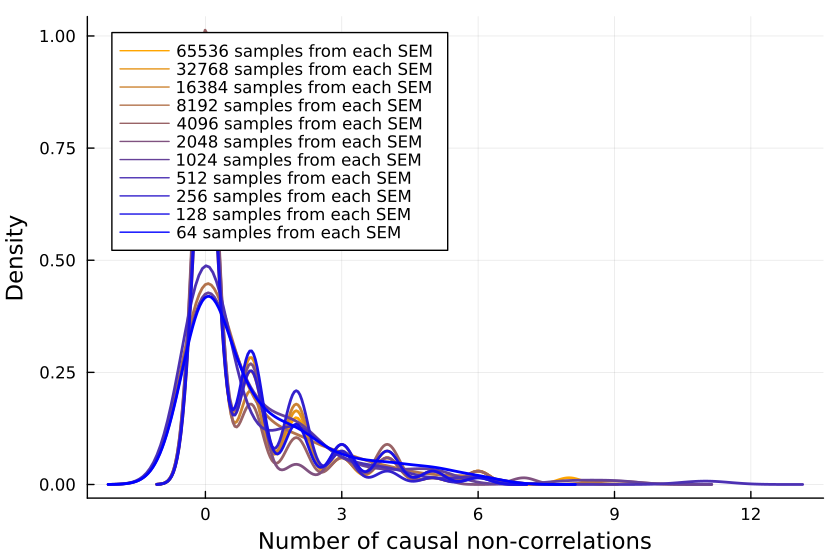 1.00
65536 samples from each SEM
32768 samples from each SEM
16384 samples from each SEM
8192 samples from each SEM
4096 samples from each SEM
2048 samples from each SEM
1024 samples from each SEM
512 samples from each SEM
256 samples from each SEM
128 samples from each SEM
64 samples from each SEM
0.75
0.50
0.25
0.00
Density
0 3 6 9 12
Number of causal non-correlations